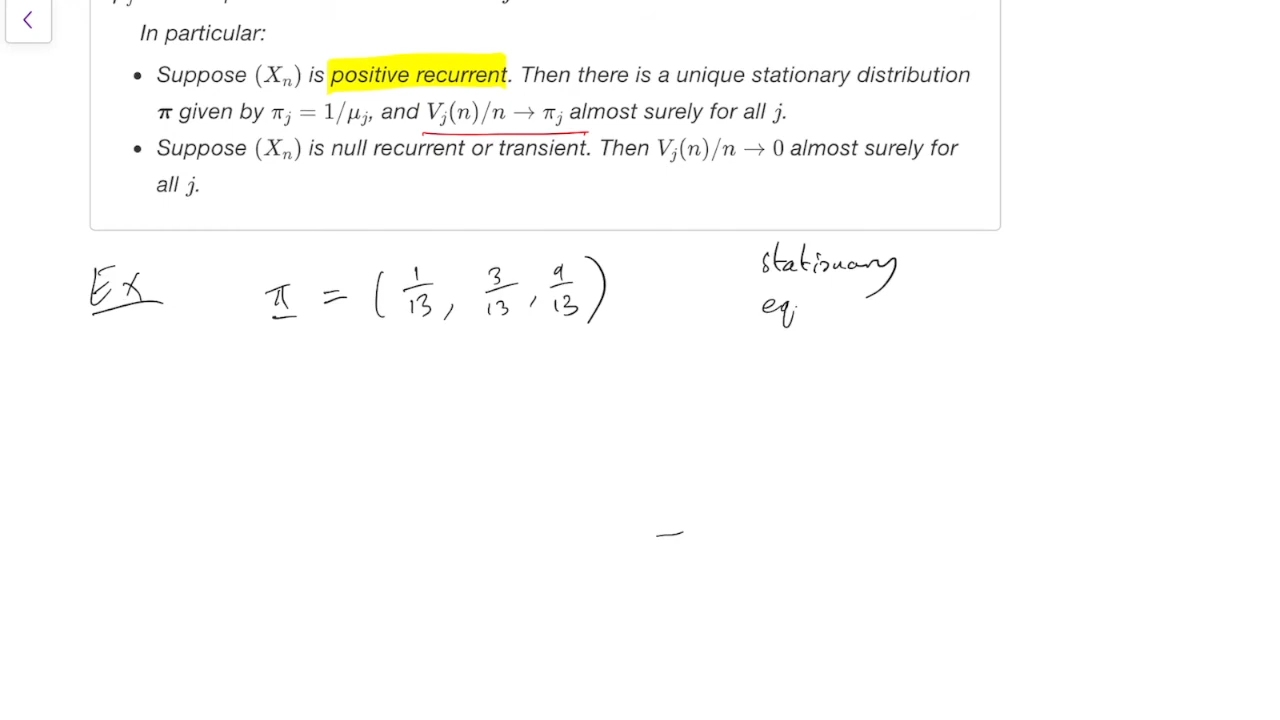 In particular:
• Suppose (Xₙ) is positive recurrent. Then there is a unique stationary distribution
π given by πⱼ = 1/μⱼ, and Vⱼ(n)/n → πⱼ almost surely for all j.
• Suppose (Xₙ) is null recurrent or transient. Then Vⱼ(n)/n → 0 almost surely for
all j.
Ex π = (1/13, 3/13, 9/13) stationary
eq